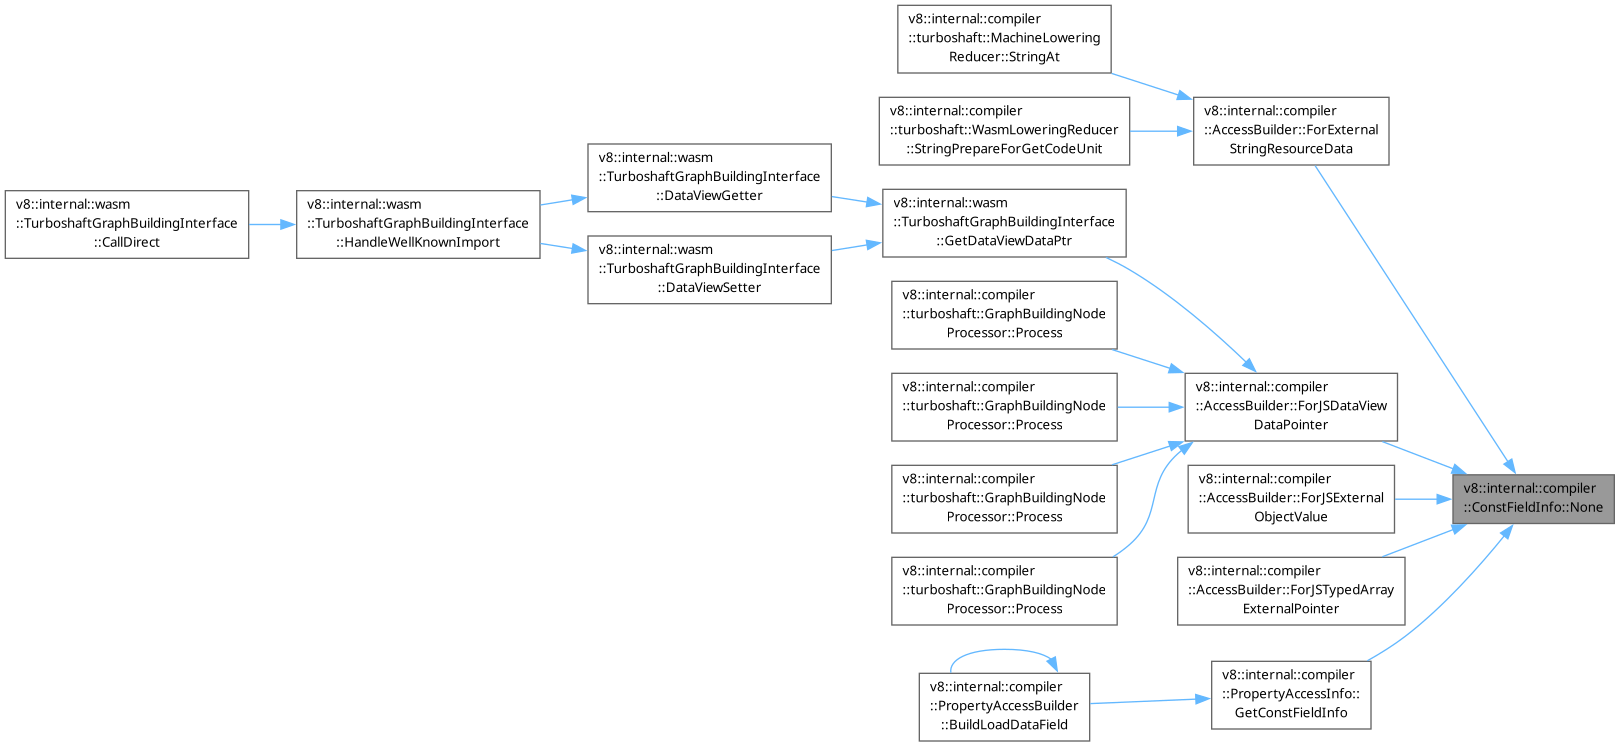 v8::internal::compiler
::turboshaft::MachineLowering
Reducer::StringAt
v8::internal::compiler
::turboshaft::WasmLoweringReducer
::StringPrepareForGetCodeUnit
v8::internal::compiler
::AccessBuilder::ForExternal
StringResourceData
v8::internal::wasm
::TurboshaftGraphBuildingInterface
::DataViewGetter
v8::internal::wasm
::TurboshaftGraphBuildingInterface
::CallDirect
v8::internal::wasm
::TurboshaftGraphBuildingInterface
::HandleWellKnownImport
v8::internal::wasm
::TurboshaftGraphBuildingInterface
::GetDataViewDataPtr
v8::internal::wasm
::TurboshaftGraphBuildingInterface
::DataViewSetter
v8::internal::compiler
::turboshaft::GraphBuildingNode
Processor::Process
v8::internal::compiler
::turboshaft::GraphBuildingNode
Processor::Process
v8::internal::compiler
::AccessBuilder::ForJSDataView
DataPointer
v8::internal::compiler
::turboshaft::GraphBuildingNode
Processor::Process
v8::internal::compiler
::AccessBuilder::ForJSExternal
ObjectValue
v8::internal::compiler
::ConstFieldInfo::None
v8::internal::compiler
::turboshaft::GraphBuildingNode
Processor::Process
v8::internal::compiler
::AccessBuilder::ForJSTypedArray
ExternalPointer
v8::internal::compiler
::PropertyAccessBuilder
::BuildLoadDataField
v8::internal::compiler
::PropertyAccessInfo::
GetConstFieldInfo